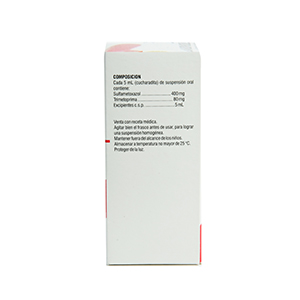 COMPOSICION
Cada 5 mL (cucharadita) de suspensión oral
contiene:
Sulfametoxazol ........................ 400 mg
Trimetoprima ........................ 80 mg
Excipientes c.s.p. ........................ 5 mL
Venta con receta médica.
Agitar bien el frasco antes de usar, para lograr
una suspensión homogénea.
Mantener fuera del alcance de los niños.
Almacenar a temperatura no mayor de 25 °C.
Proteger de la luz.